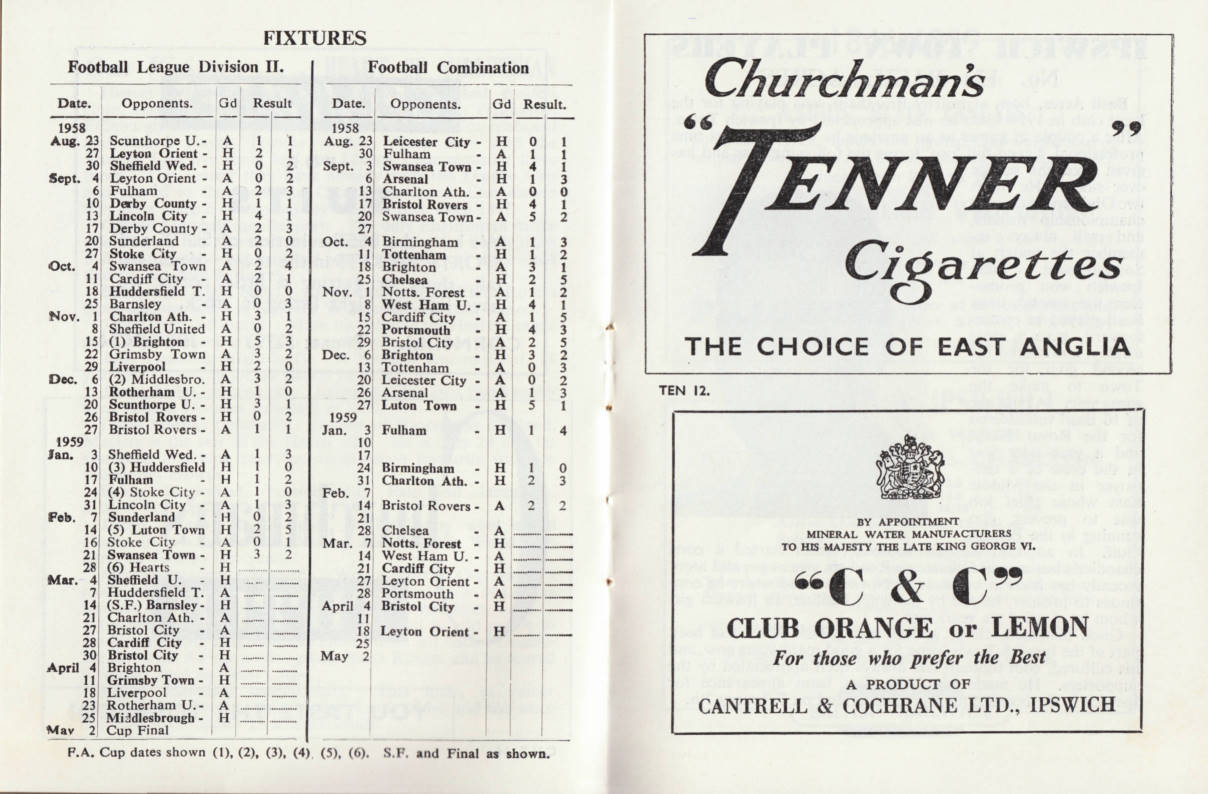 FIXTURES
Football League Division II.
Date. Opponents. Gd Result
1958
Aug. 23 Scunthorpe U. - A 1 1
27 Leyton Orient - H 2 1
30 Sheffield Wed. - H 0 2
Sept. 4 Leyton Orient - A 0 2
6 Fulham - A 2 3
10 Derby County - H 1 1
13 Lincoln City - H 4 1
17 Derby County - A 2 3
20 Sunderland - A 2 0
27 Stoke City - H 0 2
Oct. 4 Swansea Town A 2 4
11 Cardiff City - A 2 1
18 Huddersfield T. H 0 0
25 Barnsley - A 0 3
Nov. 1 Charlton Ath. - H 3 1
8 Sheffield United A 0 2
15 (1) Brighton - H 5 3
22 Grimsby Town A 3 2
29 Liverpool - H 2 0
Dec. 6 (2) Middlesbro. A 3 2
13 Rotherham U. - H 1 0
20 Scunthorpe U. - H 3 1
26 Bristol Rovers - H 0 2
27 Bristol Rovers - A 1 1
1959
Jan. 3 Sheffield Wed. - A 1 3
10 (3) Huddersfield H 1 0
17 Fulham - H 1 2
24 (4) Stoke City - A 1 0
31 Lincoln City - A 1 3
Feb. 7 Sunderland - H 0 2
14 (5) Luton Town H 2 5
16 Stoke City - A 0 1
21 Swansea Town - H 3 2
28 (6) Hearts - H
Mar. 4 Sheffield U. - H
7 Huddersfield T. A
14 (S.F.) Barnsley - H
21 Charlton Ath. - A
27 Bristol City - A
28 Cardiff City - H
30 Bristol City - H
April 4 Brighton - A
11 Grimsby Town - H
18 Liverpool - A
23 Rotherham U. - A
25 Middlesbrough - H
May 2 Cup Final
Football Combination
Date. Opponents. Gd Result.
1958
Aug. 23 Leicester City - H 0 1
30 Fulham - A 1 1
Sept. 3 Swansea Town - H 4 1
6 Arsenal - H 1 3
13 Charlton Ath. - A 0 0
17 Bristol Rovers - H 4 1
20 Swansea Town - A 5 2
27
Oct. 4 Birmingham - A 1 3
11 Tottenham - H 1 2
18 Brighton - A 3 1
25 Chelsea - H 2 5
Nov. 1 Notts. Forest - A 1 2
8 West Ham U. - H 4 1
15 Cardiff City - A 1 5
22 Portsmouth - H 4 3
29 Bristol City - A 2 5
Dec. 6 Brighton - H 3 2
13 Tottenham - A 0 3
20 Leicester City - A 0 2
26 Arsenal - A 1 3
27 Luton Town - H 5 1
1959
Jan. 3 Fulham - H 1 4
10
17
24 Birmingham - H 1 0
31 Charlton Ath. - H 2 3
Feb. 7
14 Bristol Rovers - A 2 2
21
28 Chelsea - A
Mar. 7 Notts. Forest - H
14 West Ham U. - A
21 Cardiff City - H
27 Leyton Orient - A
28 Portsmouth - A
April 4 Bristol City - H
11
18 Leyton Orient - H
25
May 2
F.A. Cup dates shown (1), (2), (3), (4), (5), (6). S.F. and Final as shown.
Churchman's
"TENNER"
Cigarettes
THE CHOICE OF EAST ANGLIA
TEN 12.
BY APPOINTMENT
MINERAL WATER MANUFACTURERS
TO HIS MAJESTY THE LATE KING GEORGE VI.
"C & C"
CLUB ORANGE or LEMON
For those who prefer the Best
A PRODUCT OF
CANTRELL & COCHRANE LTD., IPSWICH